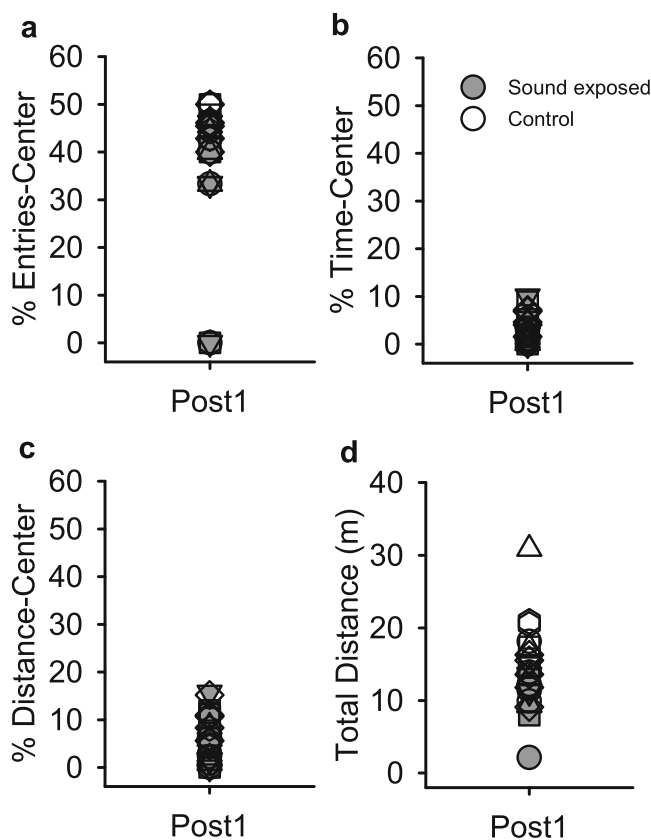 a
% Entries-Center
60
50
40
30
20
10
0
Post1
b
% Time-Center
60
50
40
30
20
10
0
Sound exposed
Control
Post1
c
% Distance-Center
60
50
40
30
20
10
0
Post1
d
Total Distance (m)
40
30
20
10
0
Post1